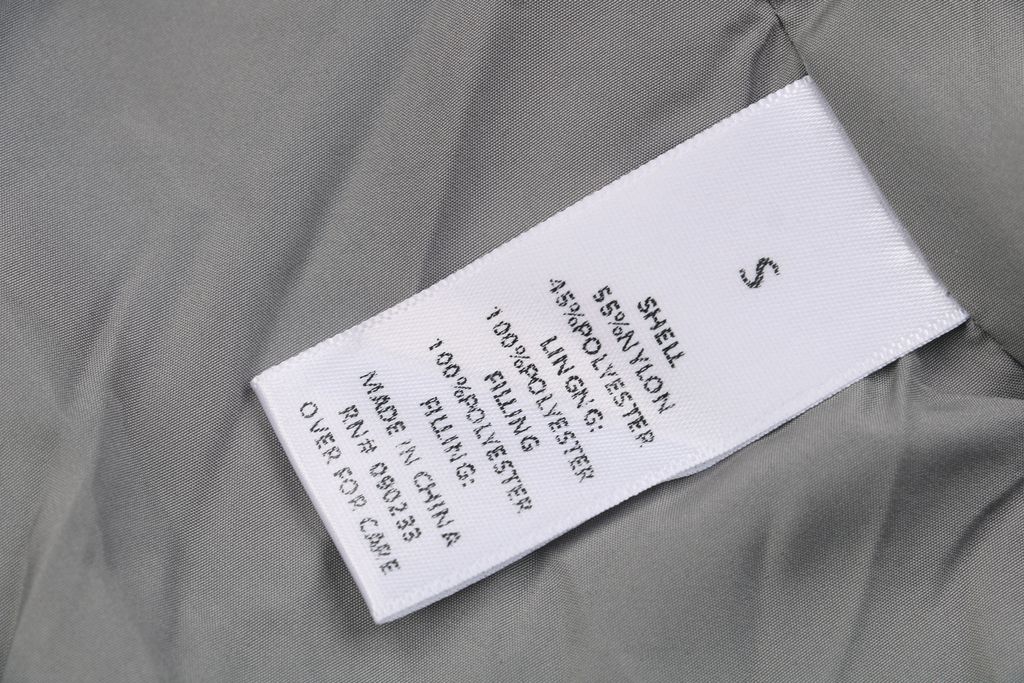 S
SHELL
55%NYLON
45%POLYESTER
LINGNG:
100%POLYESTER
FILLING
100%POLYESTER
FILLING:
MADE IN CHINA
RN# 090233
OVER FOR CARE